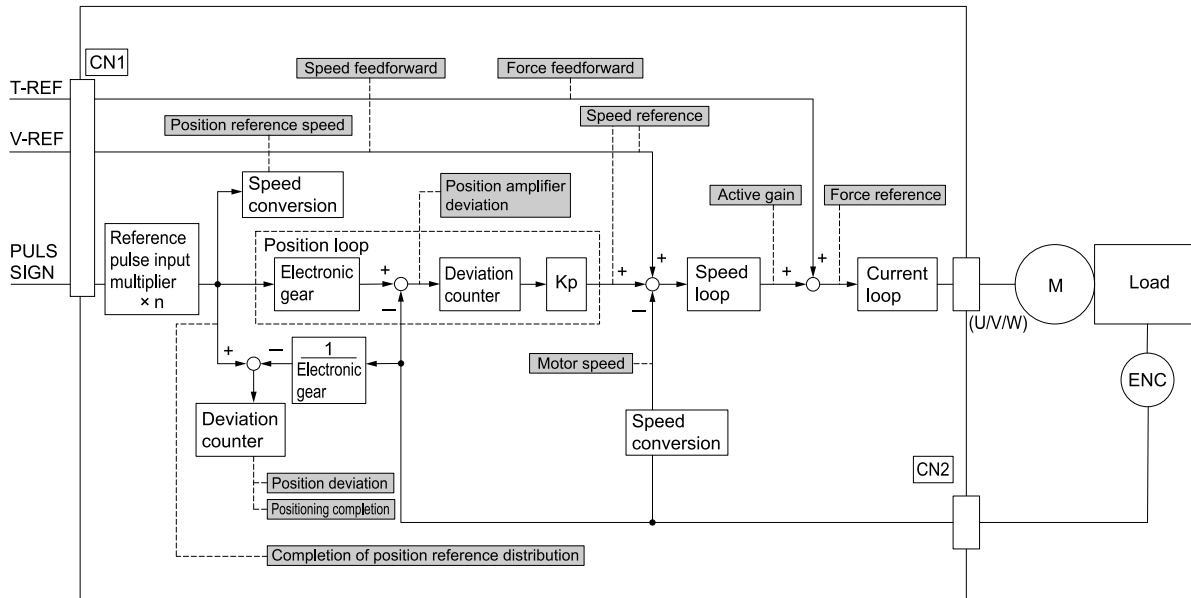 CN1
Speed feedforward
Force feedforward
T-REF
Position reference speed
Speed reference
V-REF
Speed
conversion
Position amplifier
deviation
Active gain
Force reference
PULS
SIGN
Reference
pulse input
multiplier
× n
Position loop
Electronic
gear
+
−
Deviation
counter
Kp
+
+
−
Speed
loop
+
+
Current
loop
(U/V/W)
M
Load
+
−
1
Electronic
gear
Motor speed
ENC
Deviation
counter
Speed
conversion
CN2
Position deviation
Positioning completion
Completion of position reference distribution